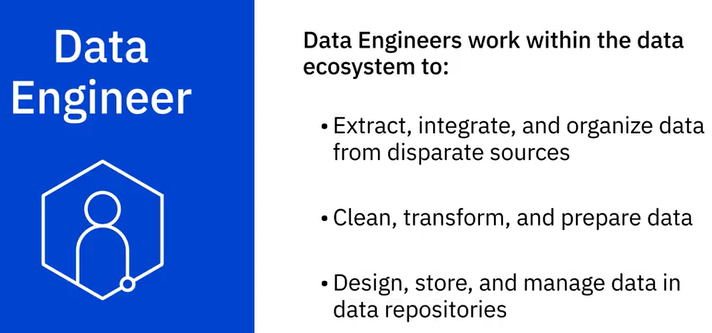 Data
Engineer
Data Engineers work within the data
ecosystem to:
• Extract, integrate, and organize data
from disparate sources
• Clean, transform, and prepare data
• Design, store, and manage data in
data repositories